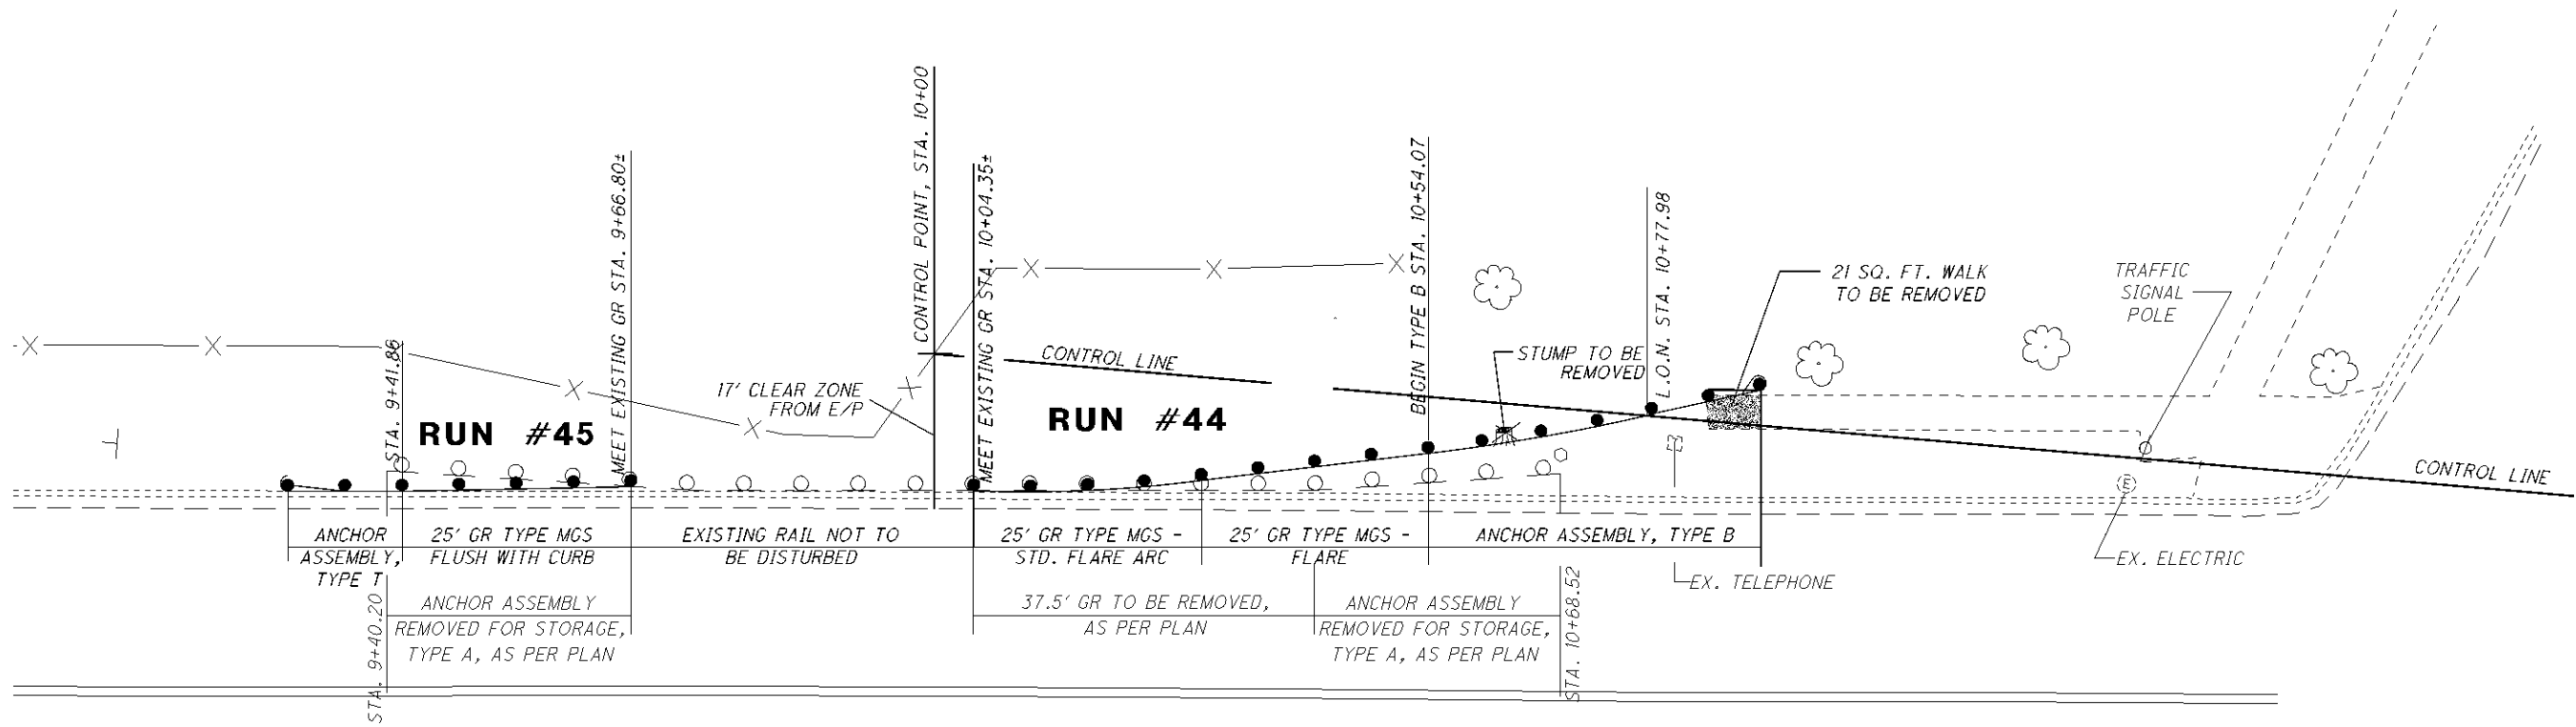 STA. 9+41.86
MEET EXISTING GR STA. 9+66.80±
CONTROL POINT, STA. 10+00
MEET EXISTING GR STA. 10+04.35±
BEGIN TYPE B STA. 10+54.07
L.O.N. STA. 10+77.98
21 SQ. FT. WALK
TO BE REMOVED
TRAFFIC
SIGNAL
POLE
CONTROL LINE
STUMP TO BE
REMOVED
17' CLEAR ZONE
FROM E/P
RUN #45
RUN #44
CONTROL LINE
E
ANCHOR
ASSEMBLY,
TYPE T
25' GR TYPE MGS
FLUSH WITH CURB
EXISTING RAIL NOT TO
BE DISTURBED
25' GR TYPE MGS -
STD. FLARE ARC
25' GR TYPE MGS -
FLARE
ANCHOR ASSEMBLY, TYPE B
EX. TELEPHONE
EX. ELECTRIC
STA. 9+40.20
ANCHOR ASSEMBLY
REMOVED FOR STORAGE,
TYPE A, AS PER PLAN
37.5' GR TO BE REMOVED,
AS PER PLAN
ANCHOR ASSEMBLY
REMOVED FOR STORAGE,
TYPE A, AS PER PLAN
STA. 10+68.52